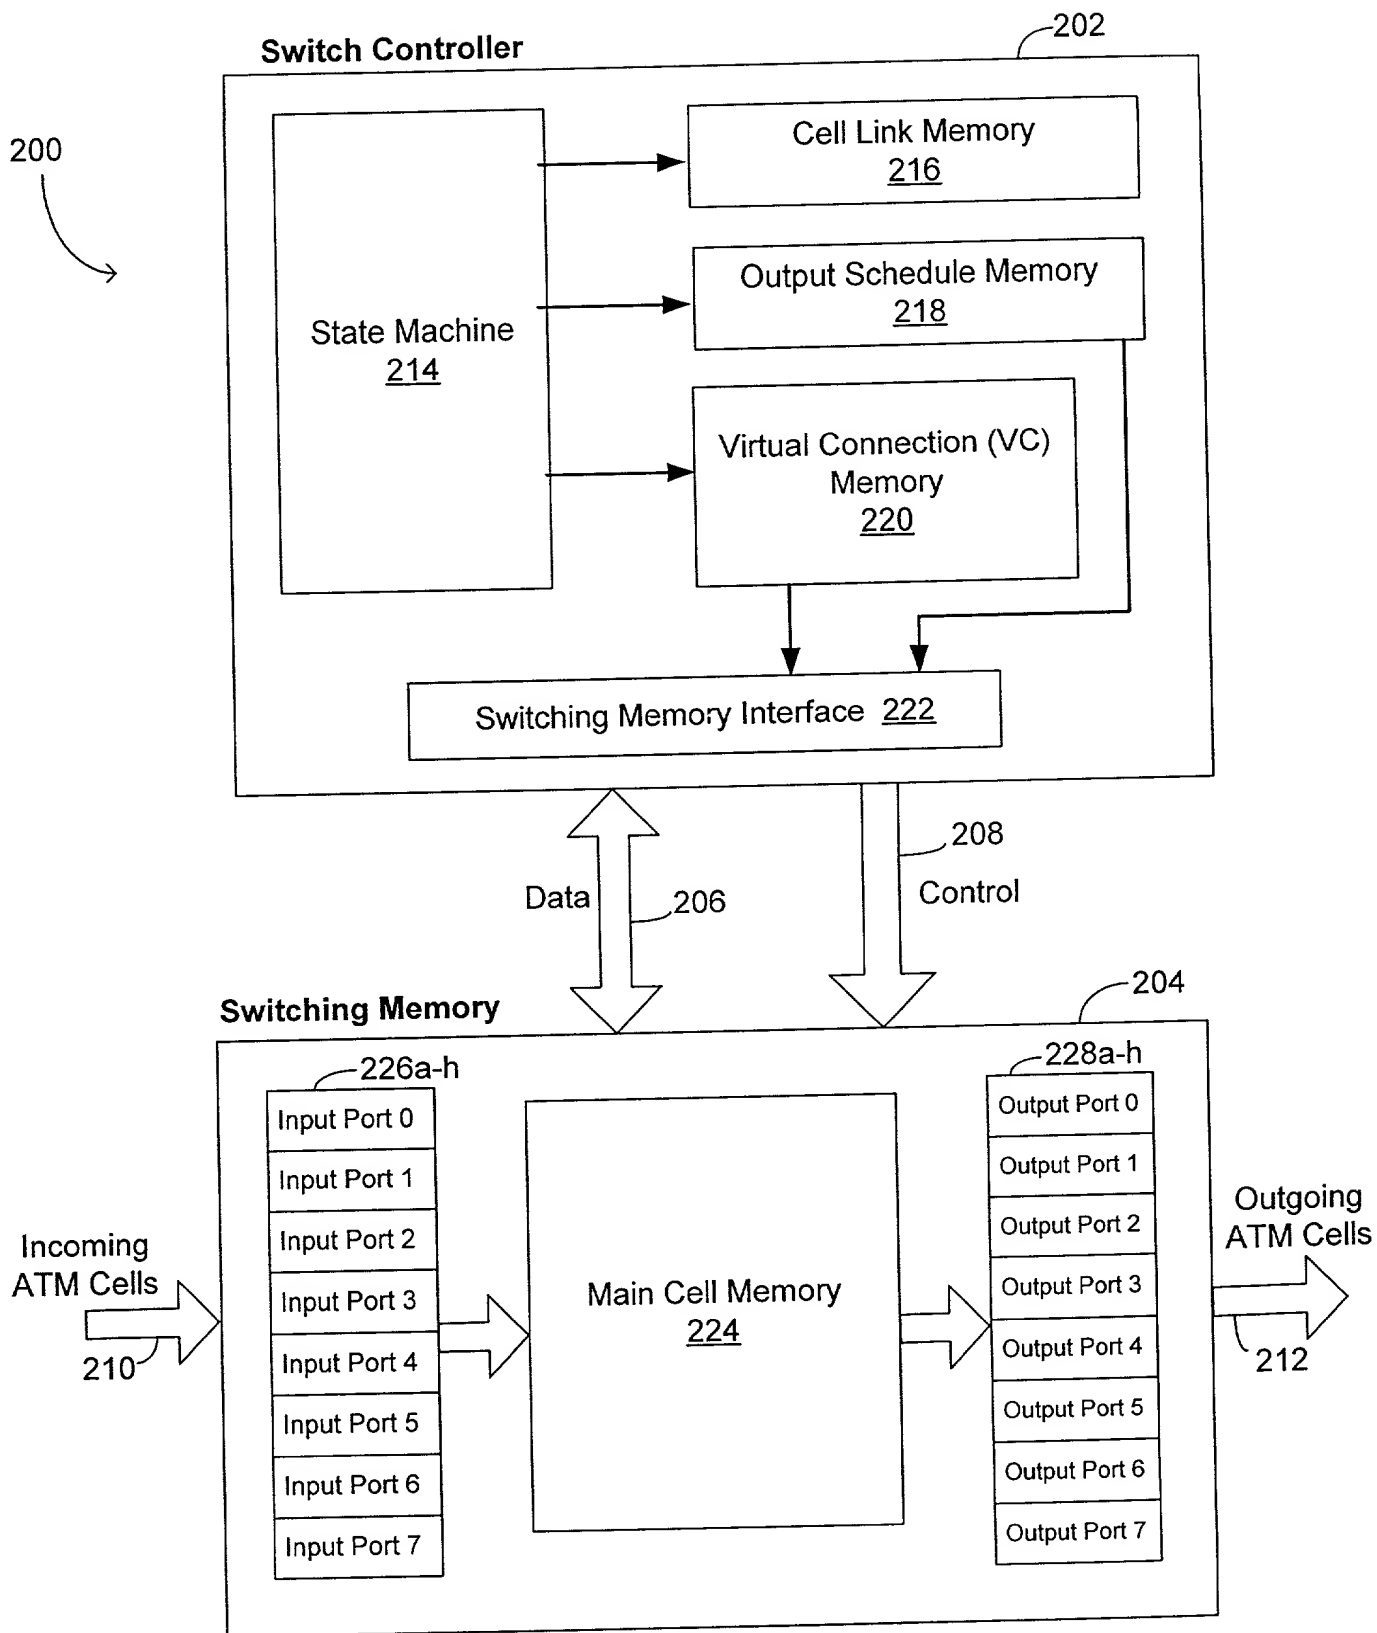 Switch Controller
202
200
State Machine
214
Cell Link Memory
216
Output Schedule Memory
218
Virtual Connection (VC)
Memory
220
Switching Memory Interface 222
Data
206
208
Control
Switching Memory
204
226a-h
Input Port 0
Input Port 1
Input Port 2
Input Port 3
Input Port 4
Input Port 5
Input Port 6
Input Port 7
Main Cell Memory
224
228a-h
Output Port 0
Output Port 1
Output Port 2
Output Port 3
Output Port 4
Output Port 5
Output Port 6
Output Port 7
Incoming
ATM Cells
210
Outgoing
ATM Cells
212